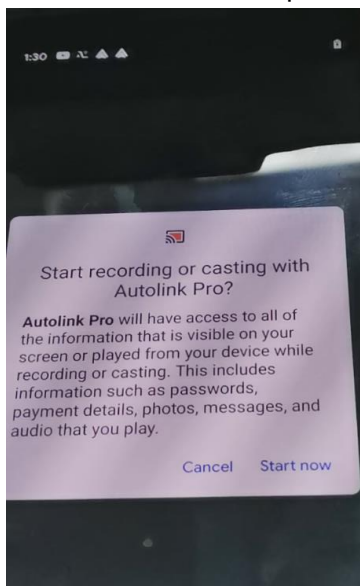 1:30
Start recording or casting with
Autolink Pro?
Autolink Pro will have access to all of
the information that is visible on your
screen or played from your device while
recording or casting. This includes
information such as passwords,
payment details, photos, messages, and
audio that you play.
Cancel Start now